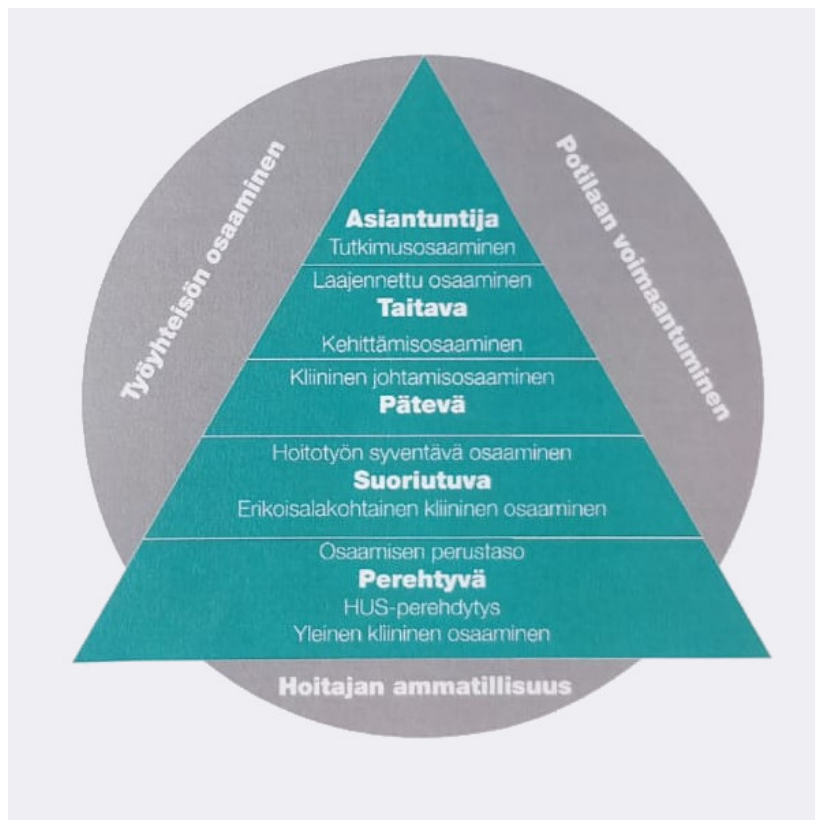 Työyhteisön osaaminen
Potilaan voimaantuminen
Asiantuntija
Tutkimusosaaminen
Laajennettu osaaminen
Taitava
Kehittämisosaaminen
Kliininen johtamisosaaminen
Pätevä
Hoitotyön syventävä osaaminen
Suoriutuva
Erikoisalakohtainen kliininen osaaminen
Osaamisen perustaso
Perehtyvä
HUS-perehdytys
Yleinen kliininen osaaminen
Hoitajan ammatillisuus